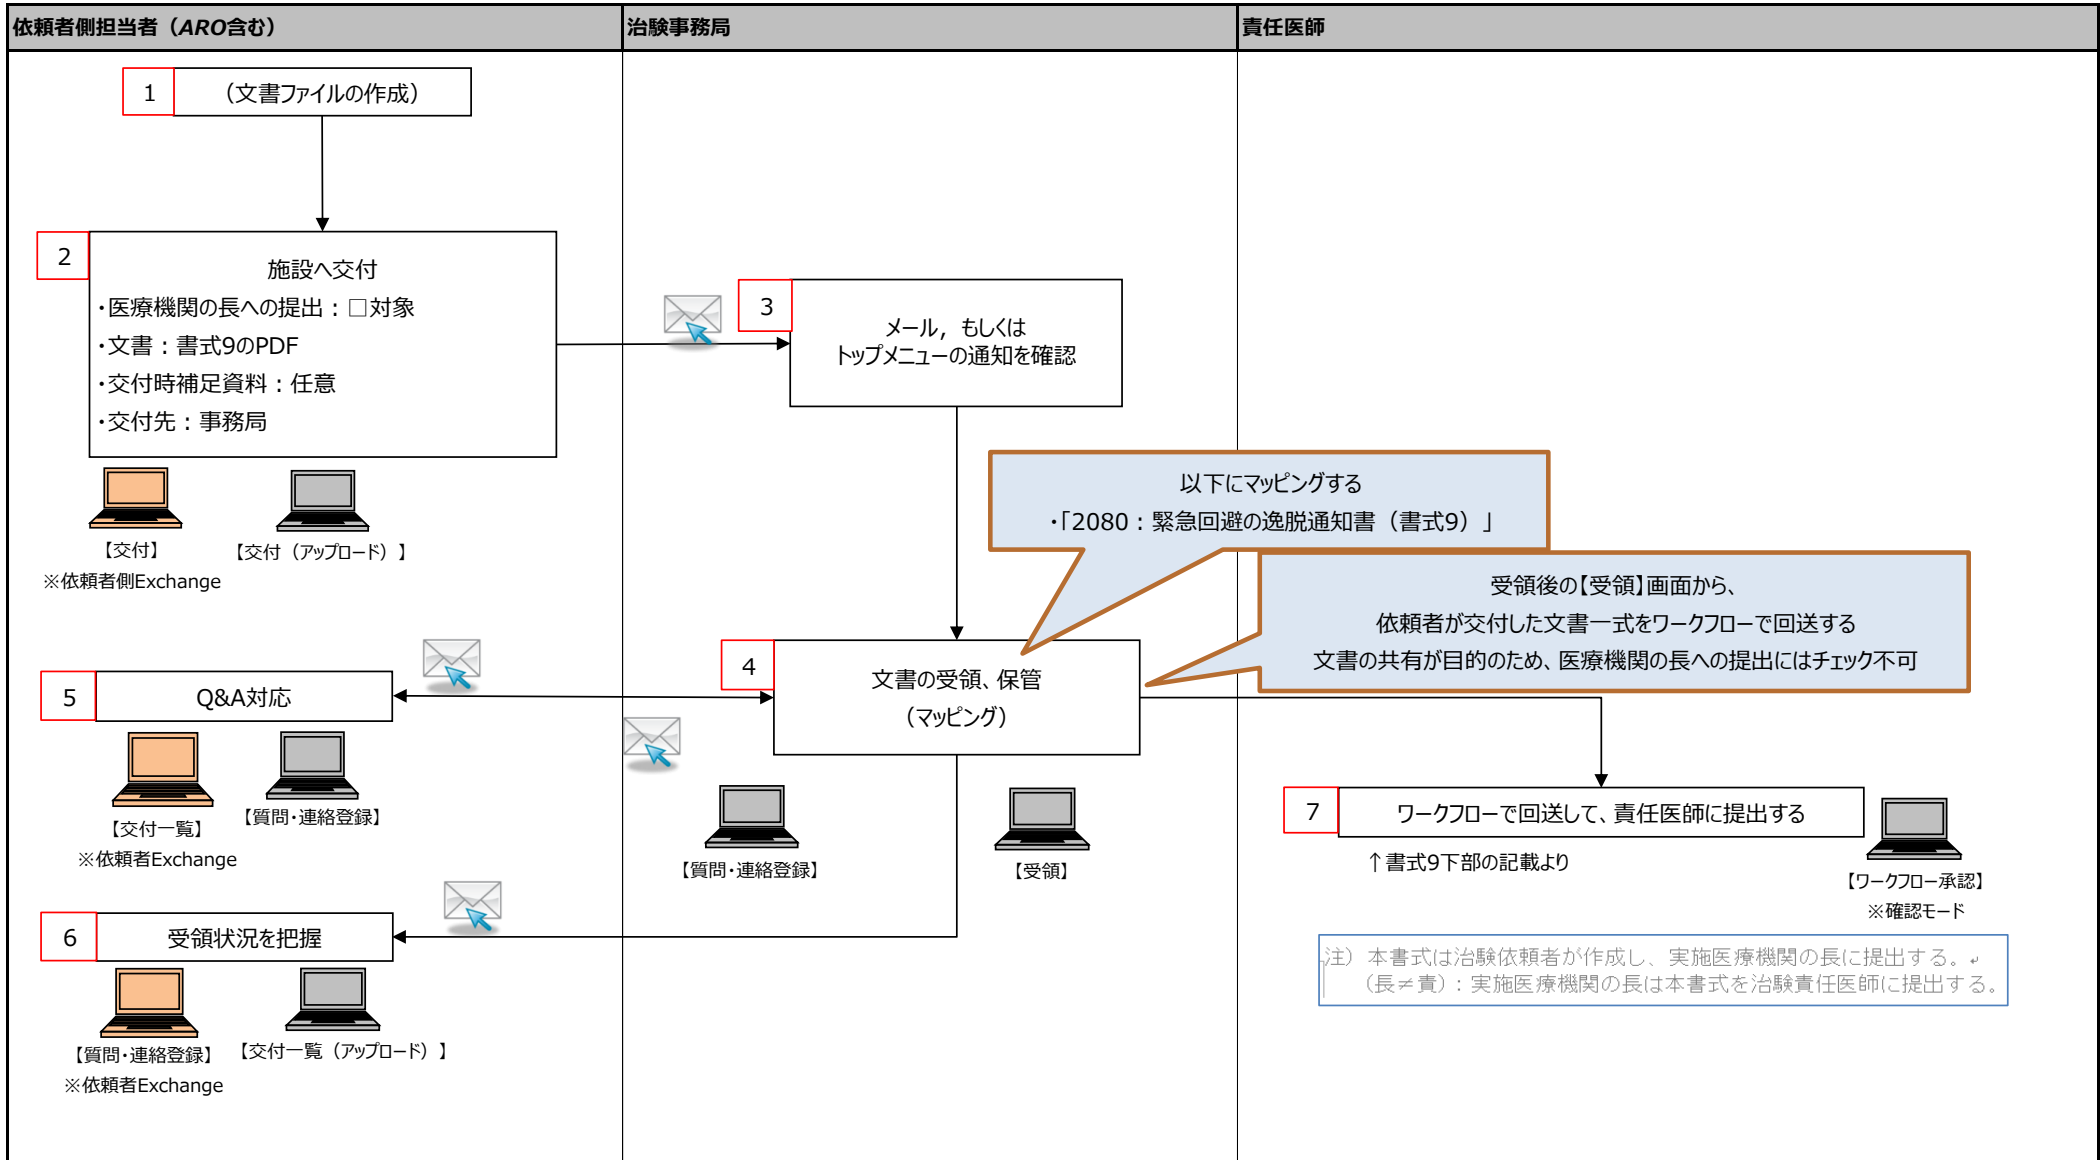 依頼者側担当者（ARO含む）
治験事務局
責任医師
1
（文書ファイルの作成）
2
施設へ交付
・医療機関の長への提出：□対象
・文書：書式9のPDF
・交付時補足資料：任意
・交付先：事務局
【交付】
※依頼者側Exchange
【交付（アップロード）】
3
メール，もしくは
トップメニューの通知を確認
以下にマッピングする
・「2080：緊急回避の逸脱通知書（書式9）」
受領後の【受領】画面から、
依頼者が交付した文書一式をワークフローで回送する
文書の共有が目的のため、医療機関の長への提出にはチェック不可
4
文書の受領、保管
（マッピング）
【質問・連絡登録】
【受領】
5
Q&A対応
【交付一覧】
※依頼者Exchange
【質問・連絡登録】
6
受領状況を把握
【質問・連絡登録】
※依頼者Exchange
【交付一覧（アップロード）】
7
ワークフローで回送して、責任医師に提出する
↑書式9下部の記載より
【ワークフロー承認】
※確認モード
注）本書式は治験依頼者が作成し、実施医療機関の長に提出する。↵
（長≠責）：実施医療機関の長は本書式を治験責任医師に提出する。